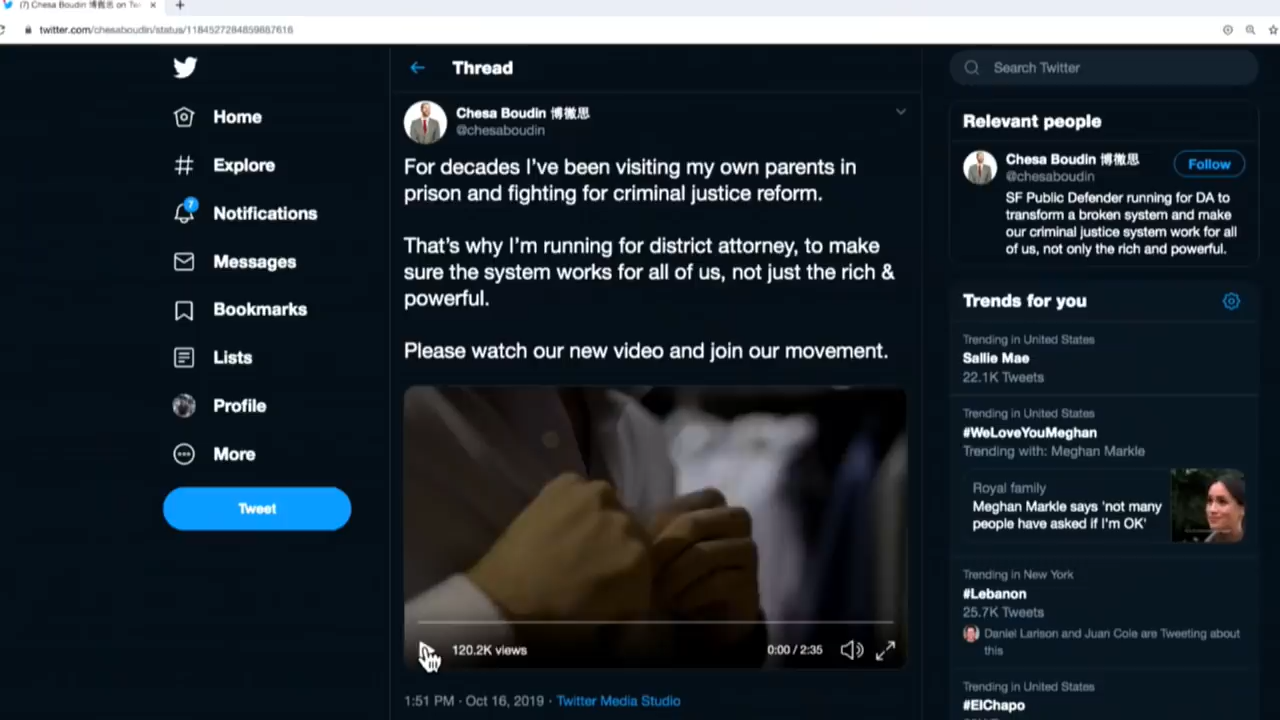 (7) Chesa Boudin 博徹思 on Tw
twitter.com/chesaboudin/status/1184527284859887616
Home
Explore
7
Notifications
Messages
Bookmarks
Lists
Profile
More
Tweet
Thread
Chesa Boudin 博徹思
@chesaboudin
For decades I’ve been visiting my own parents in
prison and fighting for criminal justice reform.
That’s why I’m running for district attorney, to make
sure the system works for all of us, not just the rich &
powerful.
Please watch our new video and join our movement.
120.2K views
0:00 / 2:35
1:51 PM · Oct 16, 2019 · Twitter Media Studio
Search Twitter
Relevant people
Chesa Boudin 博徹思
@chesaboudin
Follow
SF Public Defender running for DA to
transform a broken system and make
our criminal justice system work for all
of us, not only the rich and powerful.
Trends for you
Trending in United States
Sallie Mae
22.1K Tweets
Trending in United States
#WeLoveYouMeghan
Trending with: Meghan Markle
Royal family
Meghan Markle says 'not many
people have asked if I'm OK'
Trending in New York
#Lebanon
25.7K Tweets
Daniel Larison and Juan Cole are Tweeting about
this
Trending in United States
#ElChapo